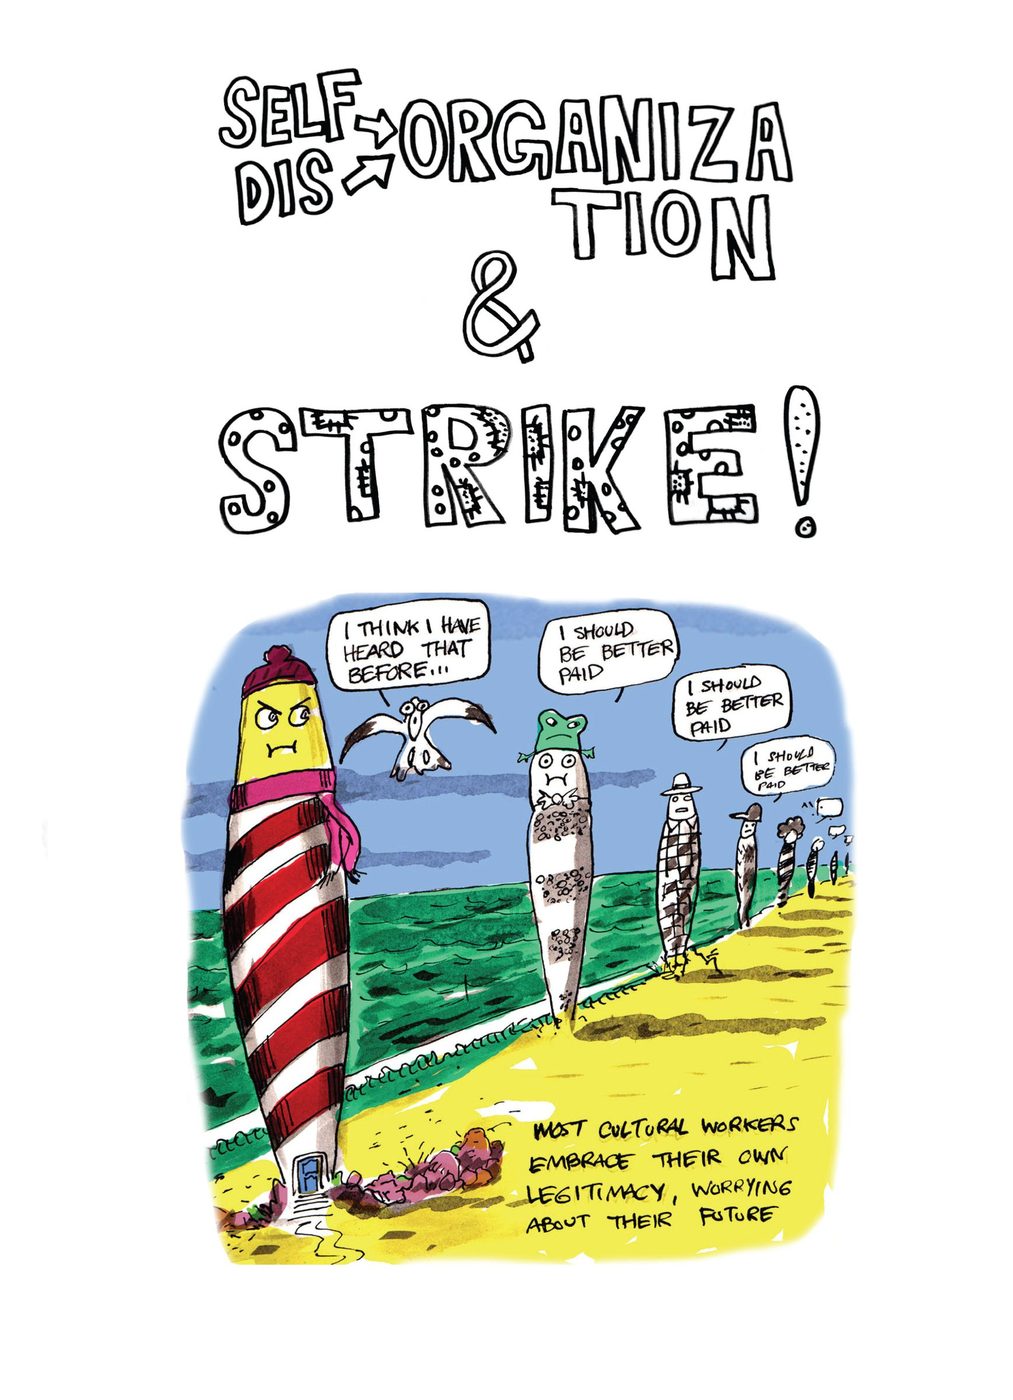 SELF
DIS
ORGANIZA
TION
&
STRIKE!
I THINK I HAVE
HEARD THAT
BEFORE...
I SHOULD
BE BETTER
PAID
I SHOULD
BE BETTER
PAID
I SHOULD
BE BETTER
PAID
MOST CULTURAL WORKERS
EMBRACE THEIR OWN
LEGITIMACY, WORRYING
ABOUT THEIR FUTURE